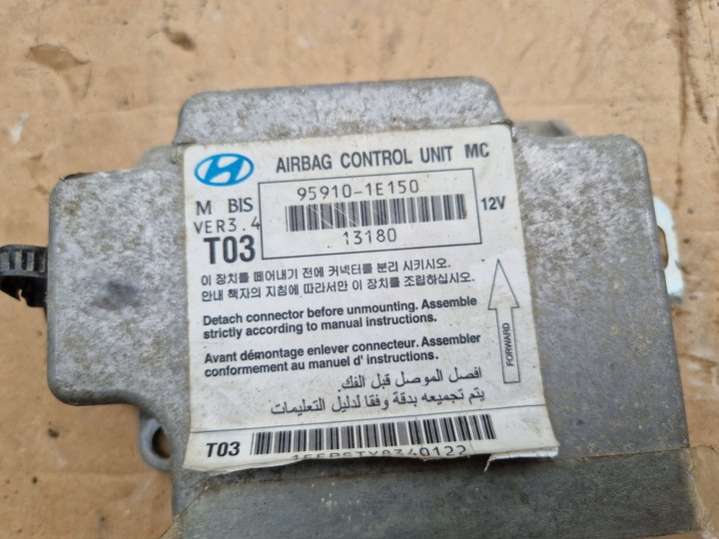 AIRBAG CONTROL UNIT MC
M BIS
VER3.4
T03
95910-1E150
13180
12V
이 장치를 떼어내기 전에 커넥터를 분리 시키시오.
안내 책자의 지침에 따라서만 이 장치를 조립하십시오.
Detach connector before unmounting. Assemble
strictly according to manual instructions.
Avant démontage enlever connecteur. Assembler
conformement au manuel d' instructions.
افصل الموصل قبل الفك.
يتم تجميعه بدقة وفقا لدليل التعليمات
FORWARD
T03